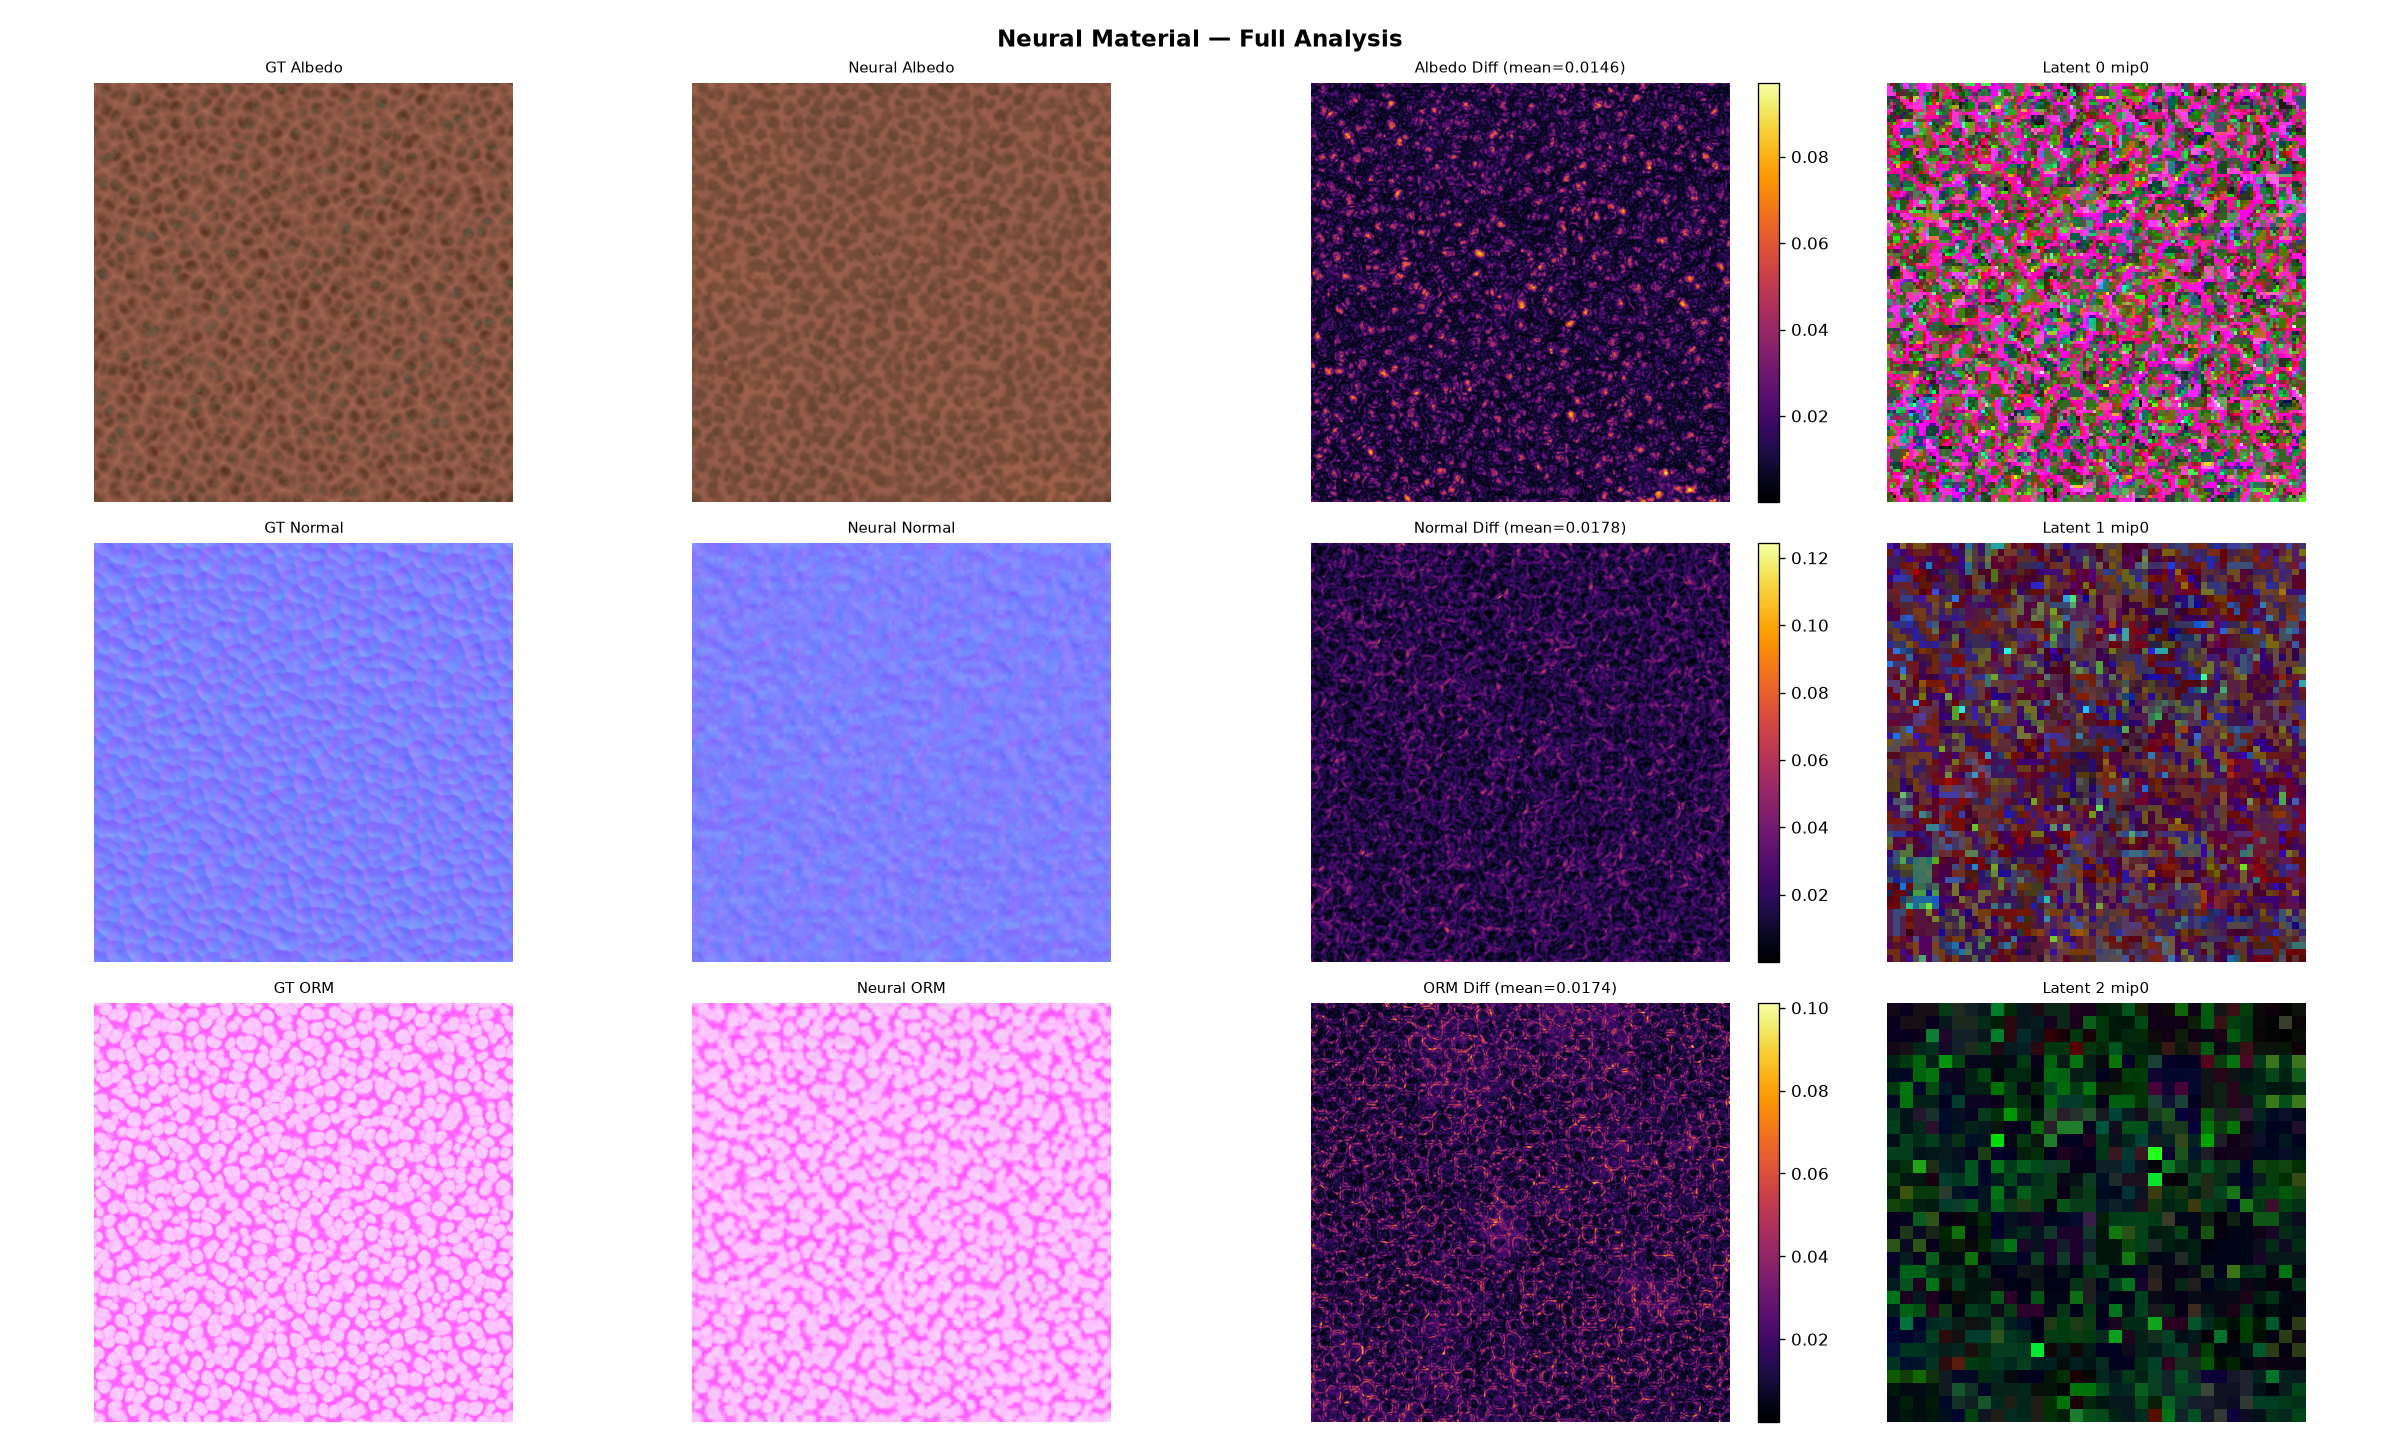 Neural Material — Full Analysis
GT Albedo
Neural Albedo
Albedo Diff (mean=0.0146)
Latent 0 mip0
0.08
0.06
0.04
0.02
GT Normal
Neural Normal
Normal Diff (mean=0.0178)
Latent 1 mip0
0.12
0.10
0.08
0.06
0.04
0.02
GT ORM
Neural ORM
ORM Diff (mean=0.0174)
Latent 2 mip0
0.10
0.08
0.06
0.04
0.02